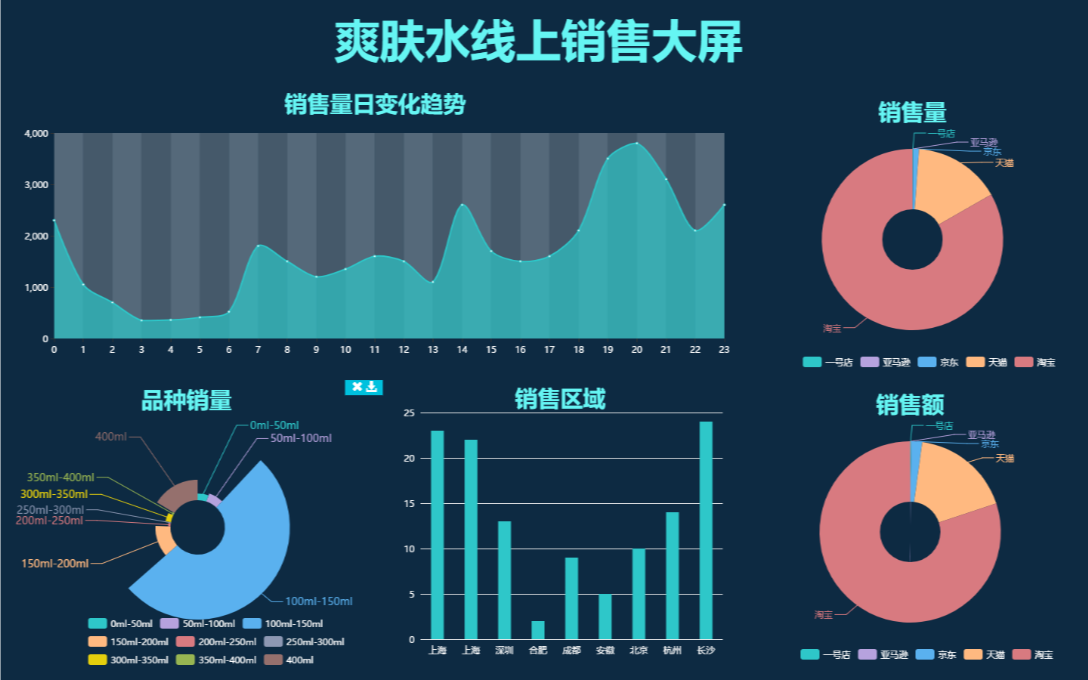 爽肤水线上销售大屏
销售量日变化趋势
4,000
3,000
2,000
1,000
0
0 1 2 3 4 5 6 7 8 9 10 11 12 13 14 15 16 17 18 19 20 21 22 23
销售量
一号店
亚马逊
京东
天猫
淘宝
一号店 亚马逊 京东 天猫 淘宝
品种销量
0ml-50ml
50ml-100ml
400ml
350ml-400ml
300ml-350ml
250ml-300ml
200ml-250ml
150ml-200ml
100ml-150ml
0ml-50ml 50ml-100ml 100ml-150ml
150ml-200ml 200ml-250ml 250ml-300ml
300ml-350ml 350ml-400ml 400ml
销售区域
25
20
15
10
5
0
上海 上海 深圳 合肥 成都 安徽 北京 杭州 长沙
销售额
一号店
亚马逊
京东
天猫
淘宝
一号店 亚马逊 京东 天猫 淘宝